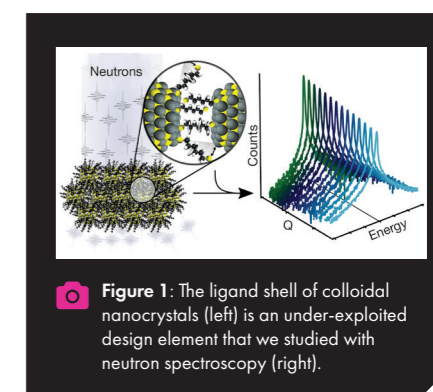 Neutrons
Counts
Q
Energy
Figure 1: The ligand shell of colloidal
nanocrystals (left) is an under-exploited
design element that we studied with
neutron spectroscopy (right).